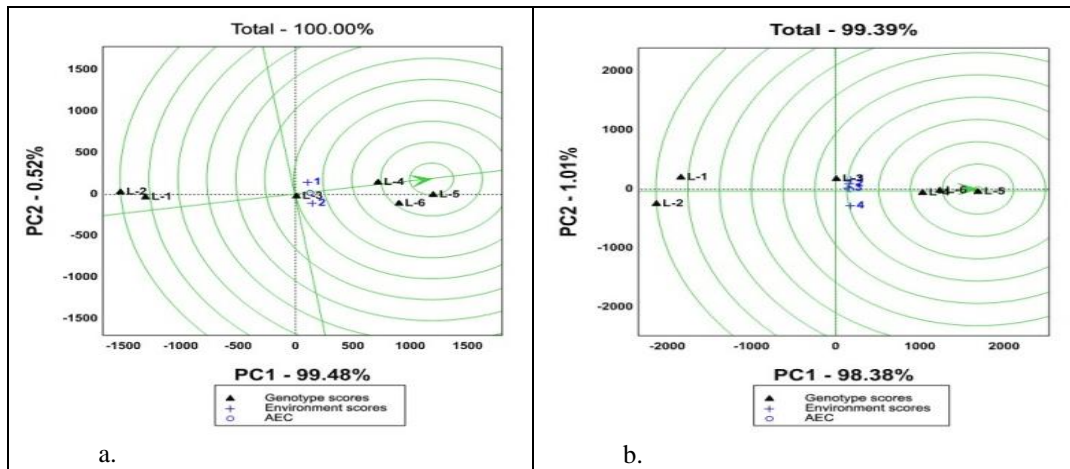 Total - 100.00%
1500
1000
500
0
-500
-1000
-1500
PC2 - 0.52%
L-2
L-1
L-3
L-4
L-5
L-6
1
2
-1500 -1000 -500 0 500 1000 1500
PC1 - 99.48%
Genotype scores
Environment scores
AEC
a.
Total - 99.39%
2000
1000
0
-1000
-2000
PC2 - 1.01%
L-1
L-2
L-3
L-6
L-5
3
4
-2000 -1000 0 1000 2000
PC1 - 98.38%
Genotype scores
Environment scores
AEC
b.